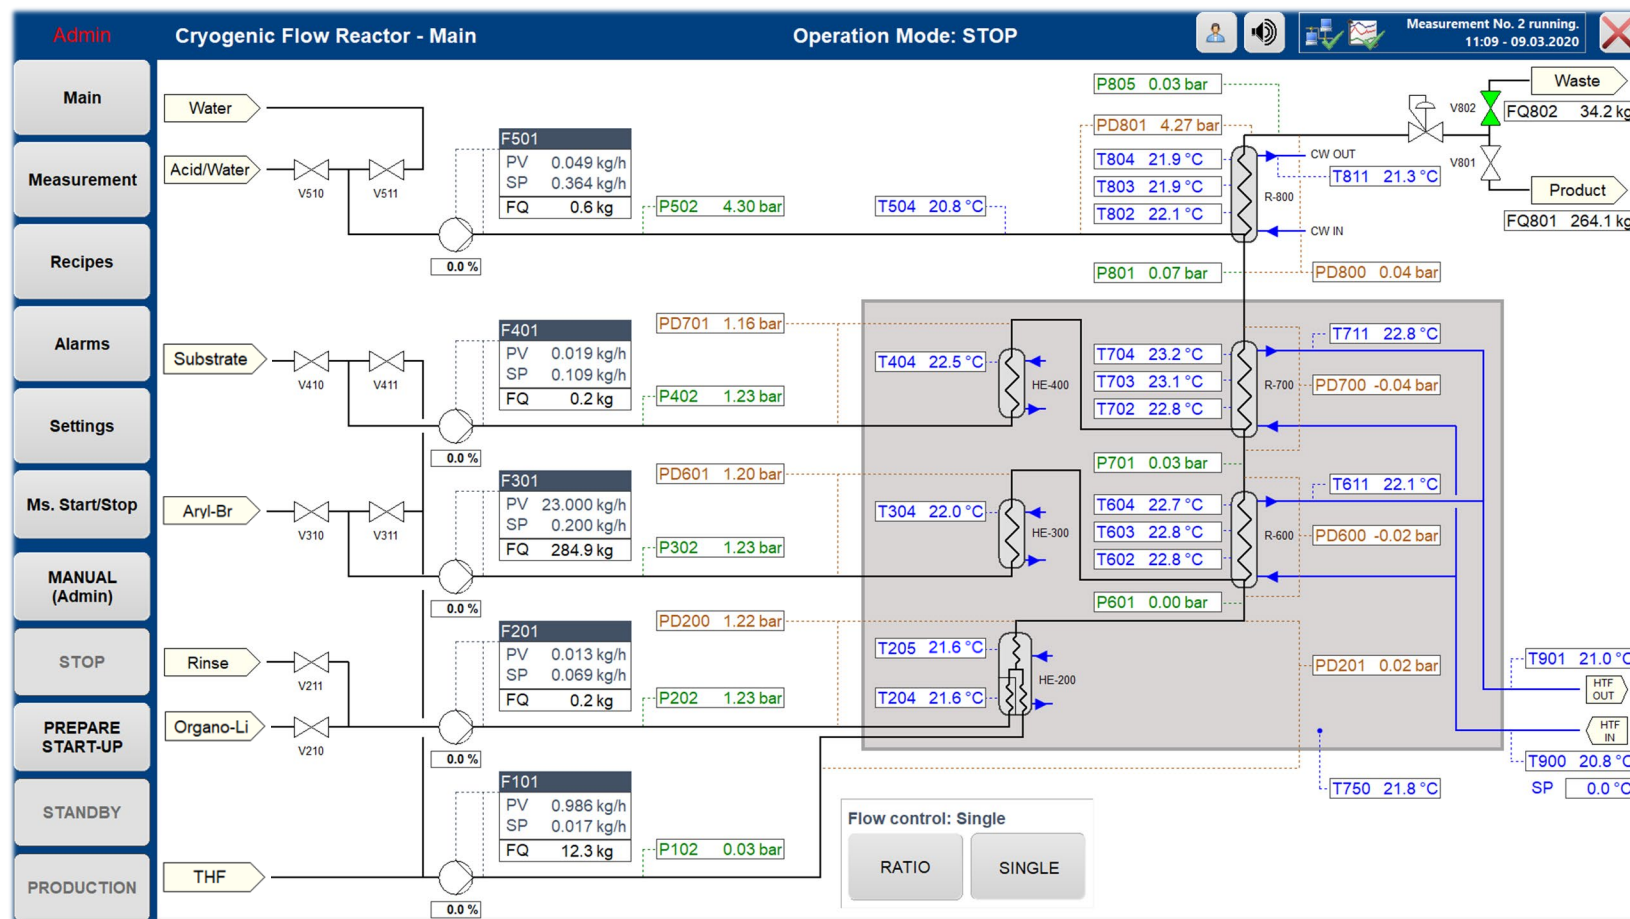 Admin
Cryogenic Flow Reactor - Main
Operation Mode: STOP
Measurement No. 2 running.
11:09 - 09.03.2020
Main
Measurement
Recipes
Alarms
Settings
Ms. Start/Stop
MANUAL
(Admin)
STOP
PREPARE
START-UP
STANDBY
PRODUCTION
Water
Acid/Water
V510
V511
F501
PV 0.049 kg/h
SP 0.364 kg/h
FQ 0.6 kg
0.0 %
P502 4.30 bar
T504 20.8 °C
P805 0.03 bar
PD801 4.27 bar
T804 21.9 °C
T803 21.9 °C
T802 22.1 °C
R-800
CW OUT
T811 21.3 °C
CW IN
P801 0.07 bar
PD800 0.04 bar
V802
V801
Waste
FQ802 34.2 kg
Product
FQ801 264.1 kg
Substrate
V410
V411
F401
PV 0.019 kg/h
SP 0.109 kg/h
FQ 0.2 kg
0.0 %
PD701 1.16 bar
P402 1.23 bar
T404 22.5 °C
HE-400
T704 23.2 °C
T703 23.1 °C
T702 22.8 °C
R-700
T711 22.8 °C
PD700 -0.04 bar
P701 0.03 bar
Aryl-Br
V310
V311
F301
PV 23.000 kg/h
SP 0.200 kg/h
FQ 284.9 kg
0.0 %
PD601 1.20 bar
P302 1.23 bar
T304 22.0 °C
HE-300
T604 22.7 °C
T603 22.8 °C
T602 22.8 °C
R-600
T611 22.1 °C
PD600 -0.02 bar
P601 0.00 bar
Rinse
V211
Organo-Li
V210
F201
PV 0.013 kg/h
SP 0.069 kg/h
FQ 0.2 kg
0.0 %
PD200 1.22 bar
P202 1.23 bar
T205 21.6 °C
T204 21.6 °C
HE-200
PD201 0.02 bar
T901 21.0 °C
HTF
OUT
HTF
IN
T900 20.8 °C
SP 0.0 °C
T750 21.8 °C
THF
F101
PV 0.986 kg/h
SP 0.017 kg/h
FQ 12.3 kg
0.0 %
P102 0.03 bar
Flow control: Single
RATIO
SINGLE